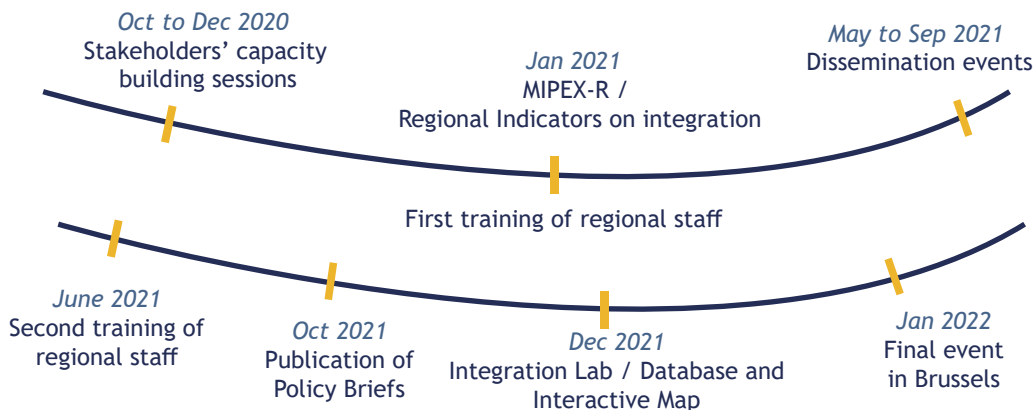 Oct to Dec 2020
Stakeholders’ capacity
building sessions
Jan 2021
MIPEX-R /
Regional Indicators on integration
First training of regional staff
May to Sep 2021
Dissemination events
June 2021
Second training of
regional staff
Oct 2021
Publication of
Policy Briefs
Dec 2021
Integration Lab / Database and
Interactive Map
Jan 2022
Final event
in Brussels